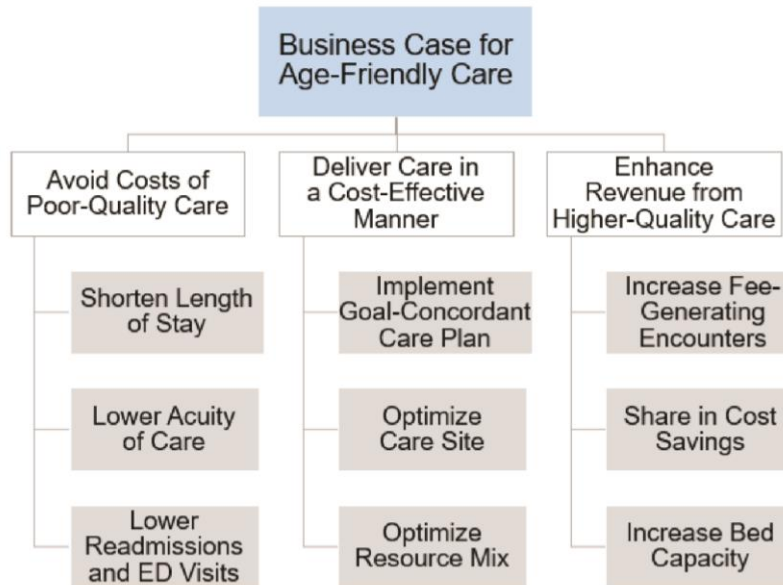 Business Case for
Age-Friendly Care
Avoid Costs of
Poor-Quality Care
Deliver Care in
a Cost-Effective
Manner
Enhance
Revenue from
Higher-Quality Care
Shorten Length
of Stay
Implement
Goal-Concordant
Care Plan
Increase Fee-
Generating
Encounters
Lower Acuity
of Care
Optimize
Care Site
Share in Cost
Savings
Lower
Readmissions
and ED Visits
Optimize
Resource Mix
Increase Bed
Capacity